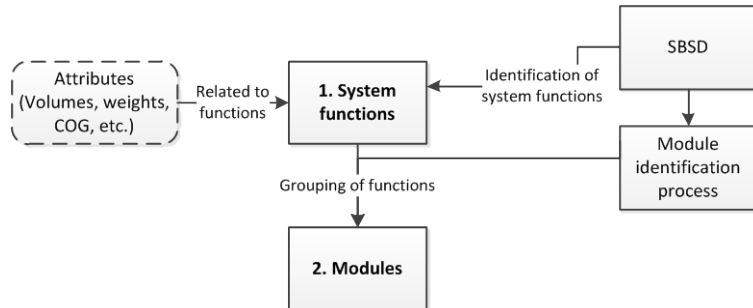 SBSD
Attributes
(Volumes, weights,
COG, etc.)
Related to
functions
1. System
functions
Identification of
system functions
Module
identification
process
Grouping of functions
2. Modules